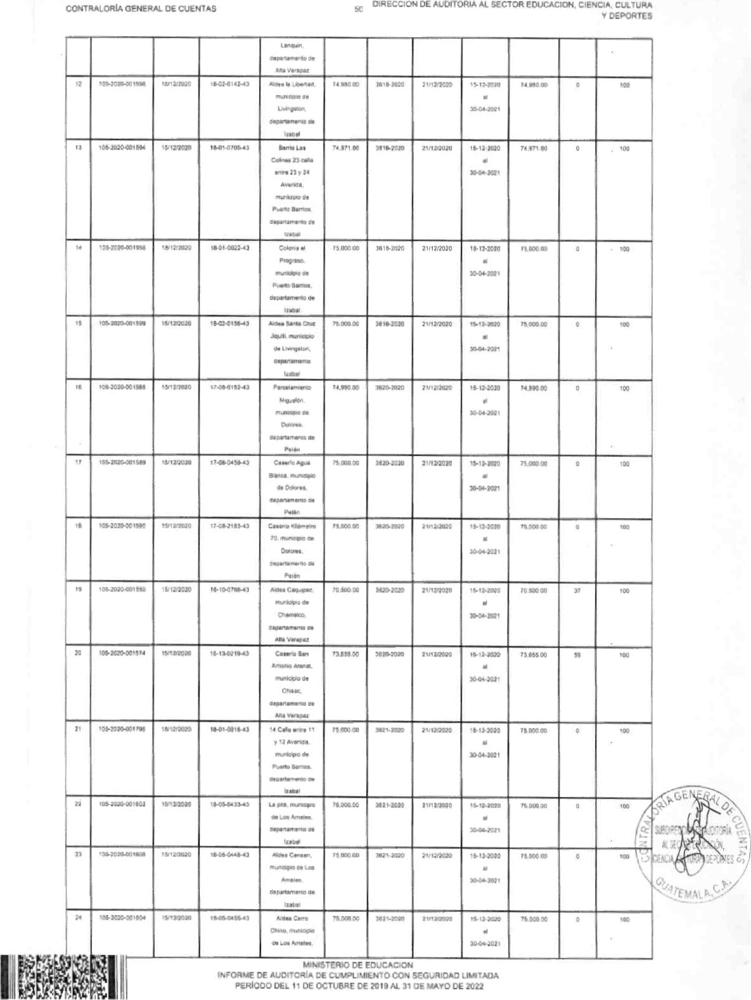 CONTRALORÍA GENERAL DE CUENTAS 50 DIRECCION DE AUDITORIA AL SECTOR EDUCACION, CIENCIA, CULTURA
Y DEPORTES
Lanquin,
departamento de
Alta Verapaz
12 105-2020-001598 15/12/2020 18-02-0142-43 Aldea la Libertad, 74,980.00 3618-2020 21/12/2020 15-12-2020 74,980.00 0 100
municipio de al
Livingston, 30-04-2021
departamento de
Izabal
13 105-2020-001594 15/12/2020 18-01-0705-43 Barrio Las 74,971.60 3618-2020 21/12/2020 15-12-2020 74,971.60 0 100
Colinas 23 calle al
entre 23 y 24 30-04-2021
Avenida,
municipio de
Puerto Barrios,
departamento de
Izabal
14 105-2020-001958 18/12/2020 18-01-0022-43 Colonia el 75,000.00 3618-2020 21/12/2020 18-12-2020 75,000.00 0 100
Progreso, al
municipio de 30-04-2021
Puerto Barrios,
departamento de
Izabal
15 105-2020-001599 15/12/2020 18-02-0156-43 Aldea Santa Cruz 75,000.00 3618-2020 21/12/2020 15-12-2020 75,000.00 0 100
Jiquiti, municipio al
de Livingston, 30-04-2021
departamento
Izabal
16 105-2020-001588 15/12/2020 17-08-0152-43 Parcelamiento 74,990.00 3620-2020 21/12/2020 15-12-2020 74,990.00 0 100
Miguelón, al
municipio de 30-04-2021
Dolores,
departamento de
Petén
17 105-2020-001589 15/12/2020 17-08-0459-43 Caserío Agua 75,000.00 3620-2020 21/12/2020 15-12-2020 75,000.00 0 100
Blanca, municipio al
de Dolores, 30-04-2021
departamento de
Petén
18 105-2020-001590 15/12/2020 17-08-2183-43 Caserío Kilómetro 75,000.00 3620-2020 21/12/2020 15-12-2020 75,000.00 0 100
70, municipio de al
Dolores, 30-04-2021
departamento de
Petén
19 105-2020-001560 15/12/2020 16-10-0768-43 Aldea Caquipec, 70,500.00 3620-2020 21/12/2020 15-12-2020 70,500.00 37 100
municipio de al
Chamelco, 30-04-2021
departamento de
Alta Verapaz
20 105-2020-001574 15/12/2020 16-13-0219-43 Caserío San 73,655.00 3620-2020 21/12/2020 15-12-2020 73,655.00 55 100
Antonio Arenal, al
municipio de 30-04-2021
Chisec,
departamento de
Alta Verapaz
21 105-2020-001796 18/12/2020 18-01-0016-43 14 Calle entre 11 75,000.00 3621-2020 21/12/2020 18-12-2020 75,000.00 0 100
y 12 Avenida, al
municipio de 30-04-2021
Puerto Barrios,
departamento de
Izabal
22 105-2020-001602 15/12/2020 18-05-0433-43 La pita, municipio 75,000.00 3621-2020 21/12/2020 15-12-2020 75,000.00 0 100
de Los Amates, al
departamento de 30-04-2021
Izabal
23 105-2020-001608 15/12/2020 18-05-0448-43 Aldea Canaan, 75,000.00 3621-2020 21/12/2020 15-12-2020 75,000.00 0 100
municipio de Los al
Amates, 30-04-2021
departamento de
Izabal
24 105-2020-001604 15/12/2020 18-05-0455-43 Aldea Cerro 75,000.00 3621-2020 21/12/2020 15-12-2020 75,000.00 0 100
Chino, municipio al
de Los Amates, 30-04-2021
CONTRALORÍA GENERAL DE CUENTAS
SUBDIRECCIÓN DE AUDITORÍA
AL SECTOR EDUCACIÓN,
CIENCIA, CULTURA Y DEPORTES
GUATEMALA, C.A.
MINISTERIO DE EDUCACION
INFORME DE AUDITORÍA DE CUMPLIMIENTO CON SEGURIDAD LIMITADA
PERÍODO DEL 11 DE OCTUBRE DE 2019 AL 31 DE MAYO DE 2022